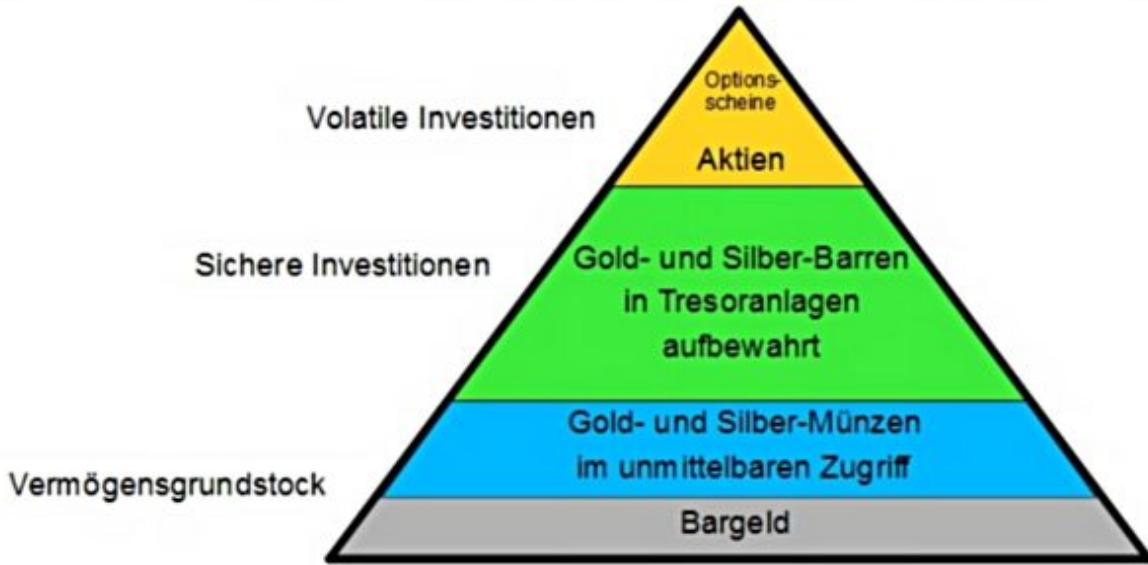 Options-
scheine
Volatile Investitionen
Aktien
Sichere Investitionen
Gold- und Silber-Barren
in Tresoranlagen
aufbewahrt
Gold- und Silber-Münzen
im unmittelbaren Zugriff
Vermögensgrundstock
Bargeld